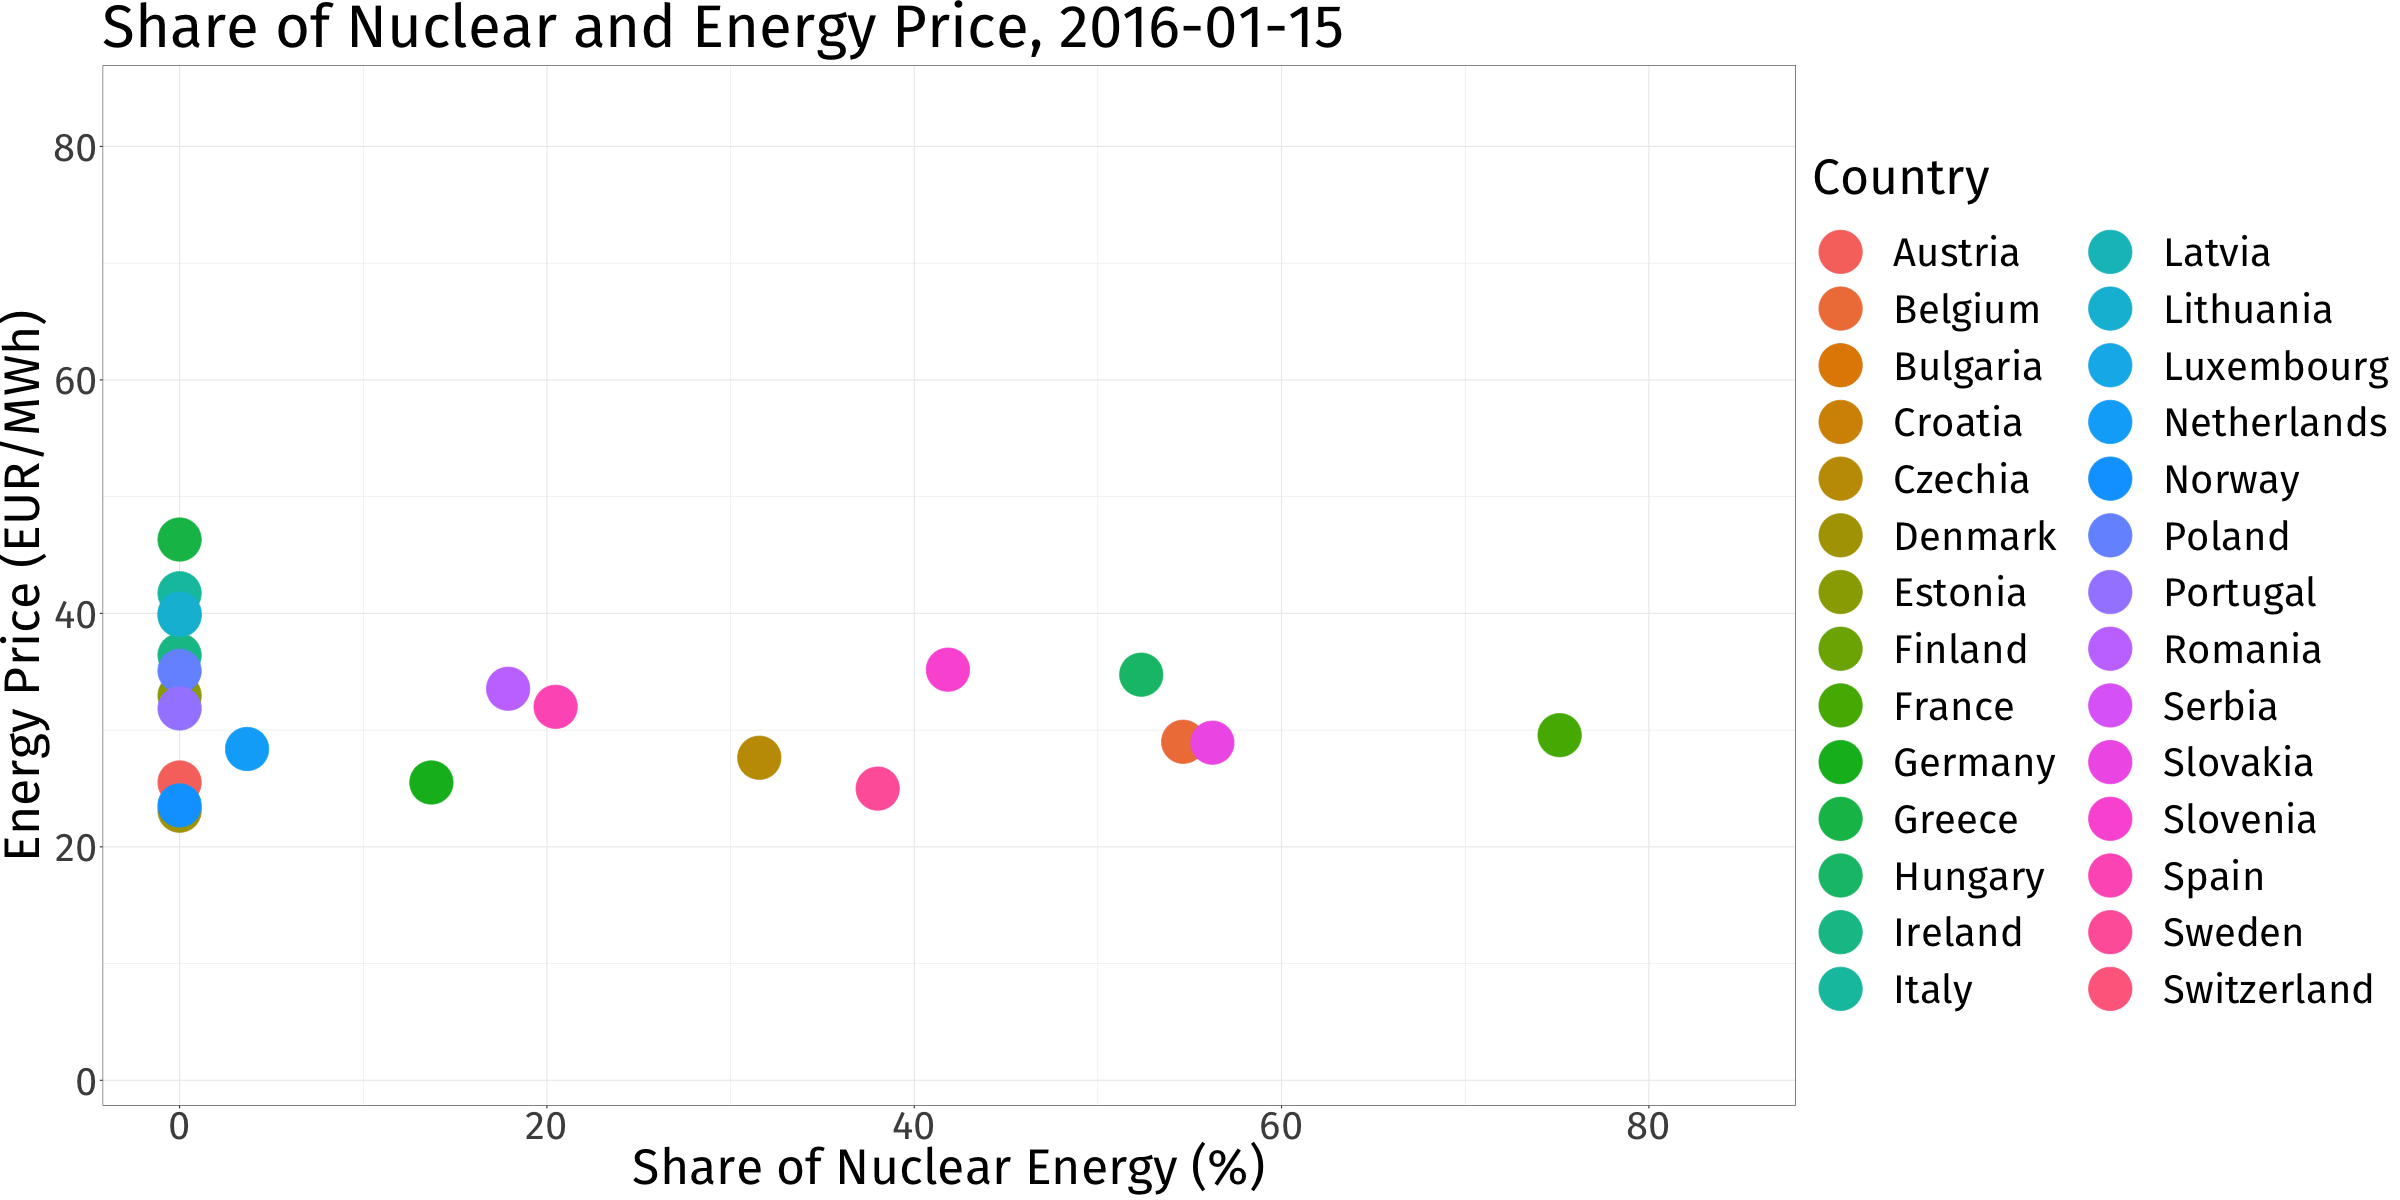 Share of Nuclear and Energy Price, 2016-01-15
Energy Price (EUR/MWh)
80
60
40
20
0
0 20 40 60 80
Share of Nuclear Energy (%)
Country
Austria
Belgium
Bulgaria
Croatia
Czechia
Denmark
Estonia
Finland
France
Germany
Greece
Hungary
Ireland
Italy
Latvia
Lithuania
Luxembourg
Netherlands
Norway
Poland
Portugal
Romania
Serbia
Slovakia
Slovenia
Spain
Sweden
Switzerland